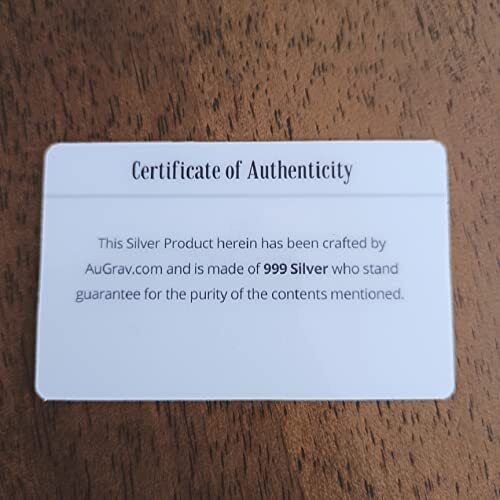 Certificate of Authenticity
This Silver Product herein has been crafted by
AuGrav.com and is made of 999 Silver who stand
guarantee for the purity of the contents mentioned.